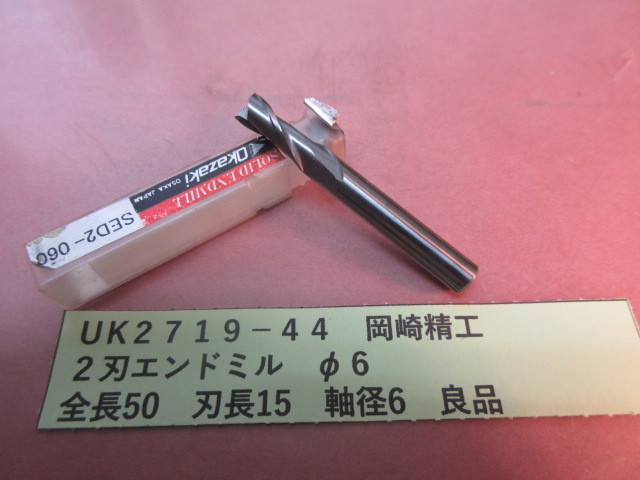 Okazaki OSAKA JAPAN
SOLID ENDMILL
SED2-060
UK2719-44 岡崎精工
2刃エンドミル φ6
全長50 刃長15 軸径6 良品